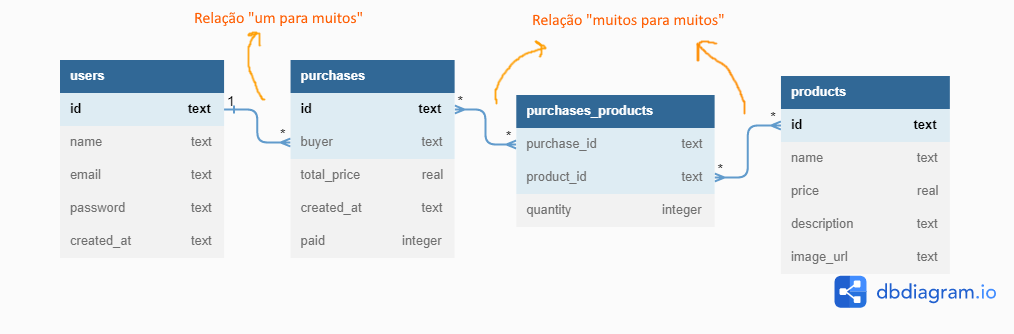 Relação "um para muitos"
Relação "muitos para muitos"
users
id text
name text
email text
password text
created_at text
1
*
purchases
id text
buyer text
total_price real
created_at text
paid integer
*
*
purchases_products
purchase_id text
product_id text
quantity integer
*
*
products
id text
name text
price real
description text
image_url text
dbdiagram.io